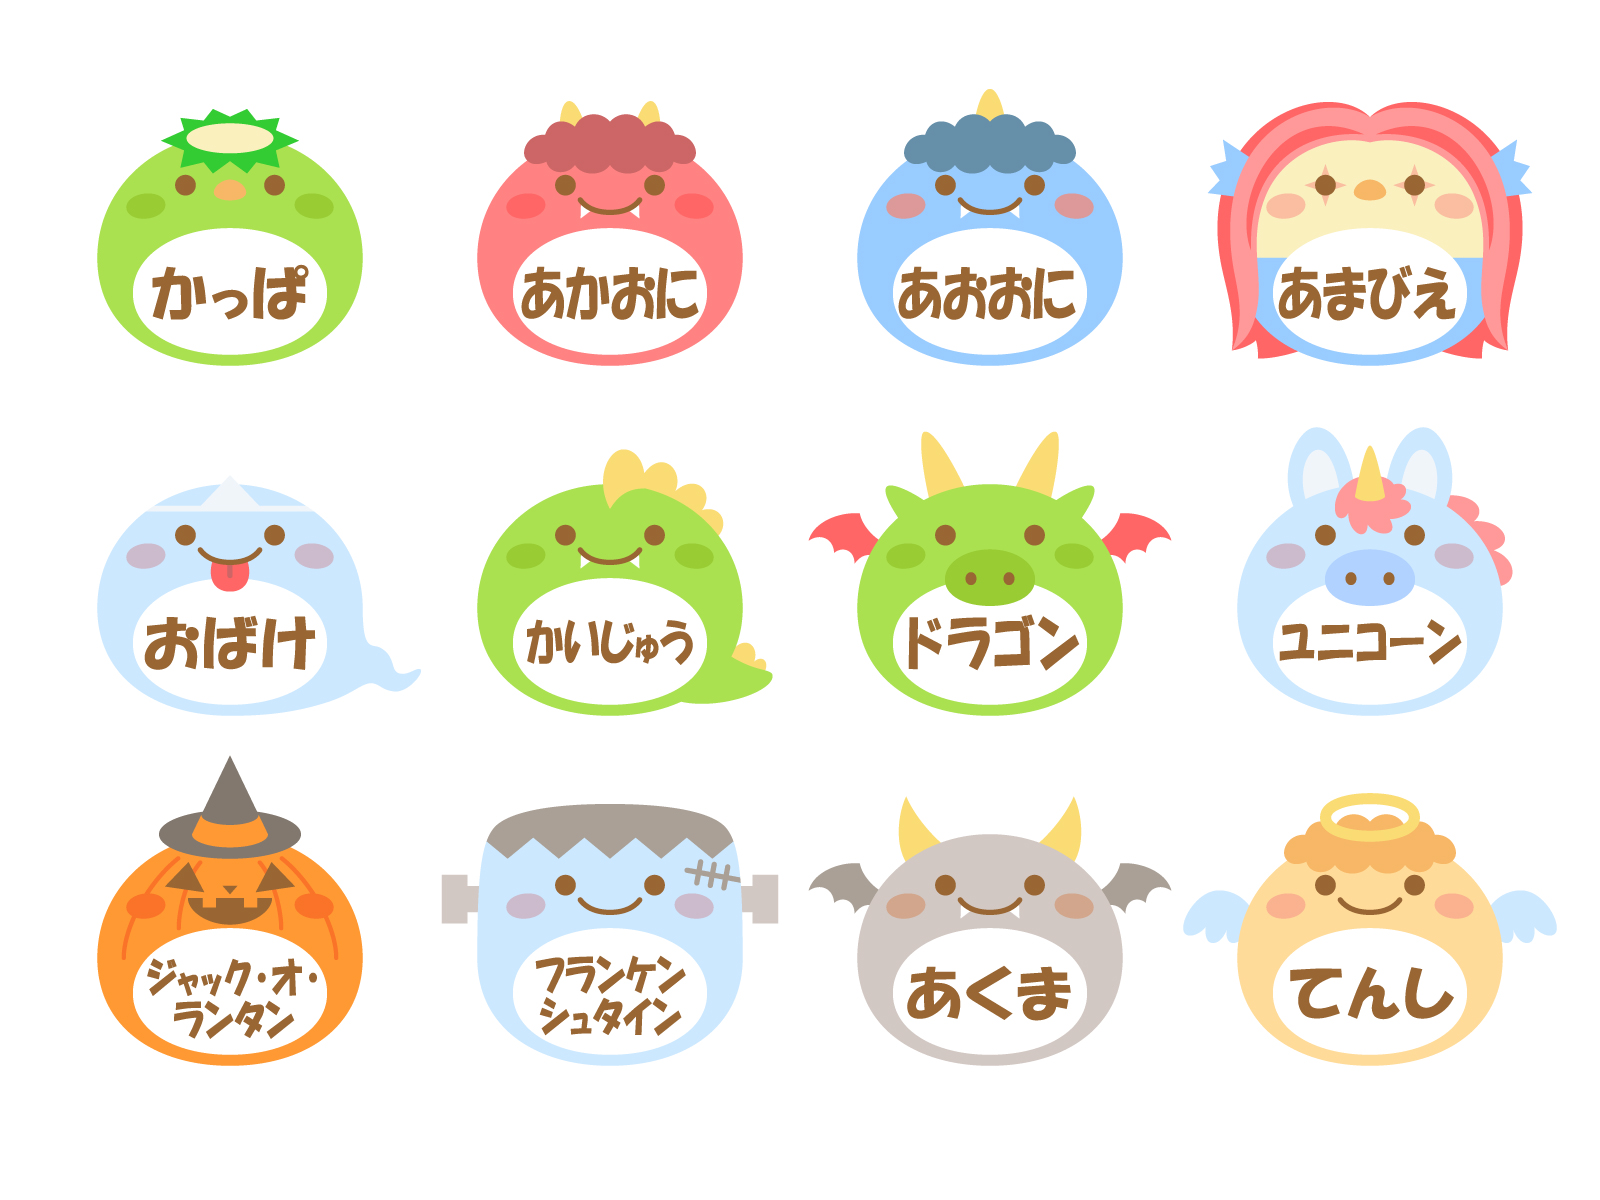 かっぱ
あかおに
あおおに
あまびえ
おばけ
かいじゅう
ドラゴン
ユニコーン
ジャック・オ・
ランタン
フランケン
シュタイン
あくま
てんし